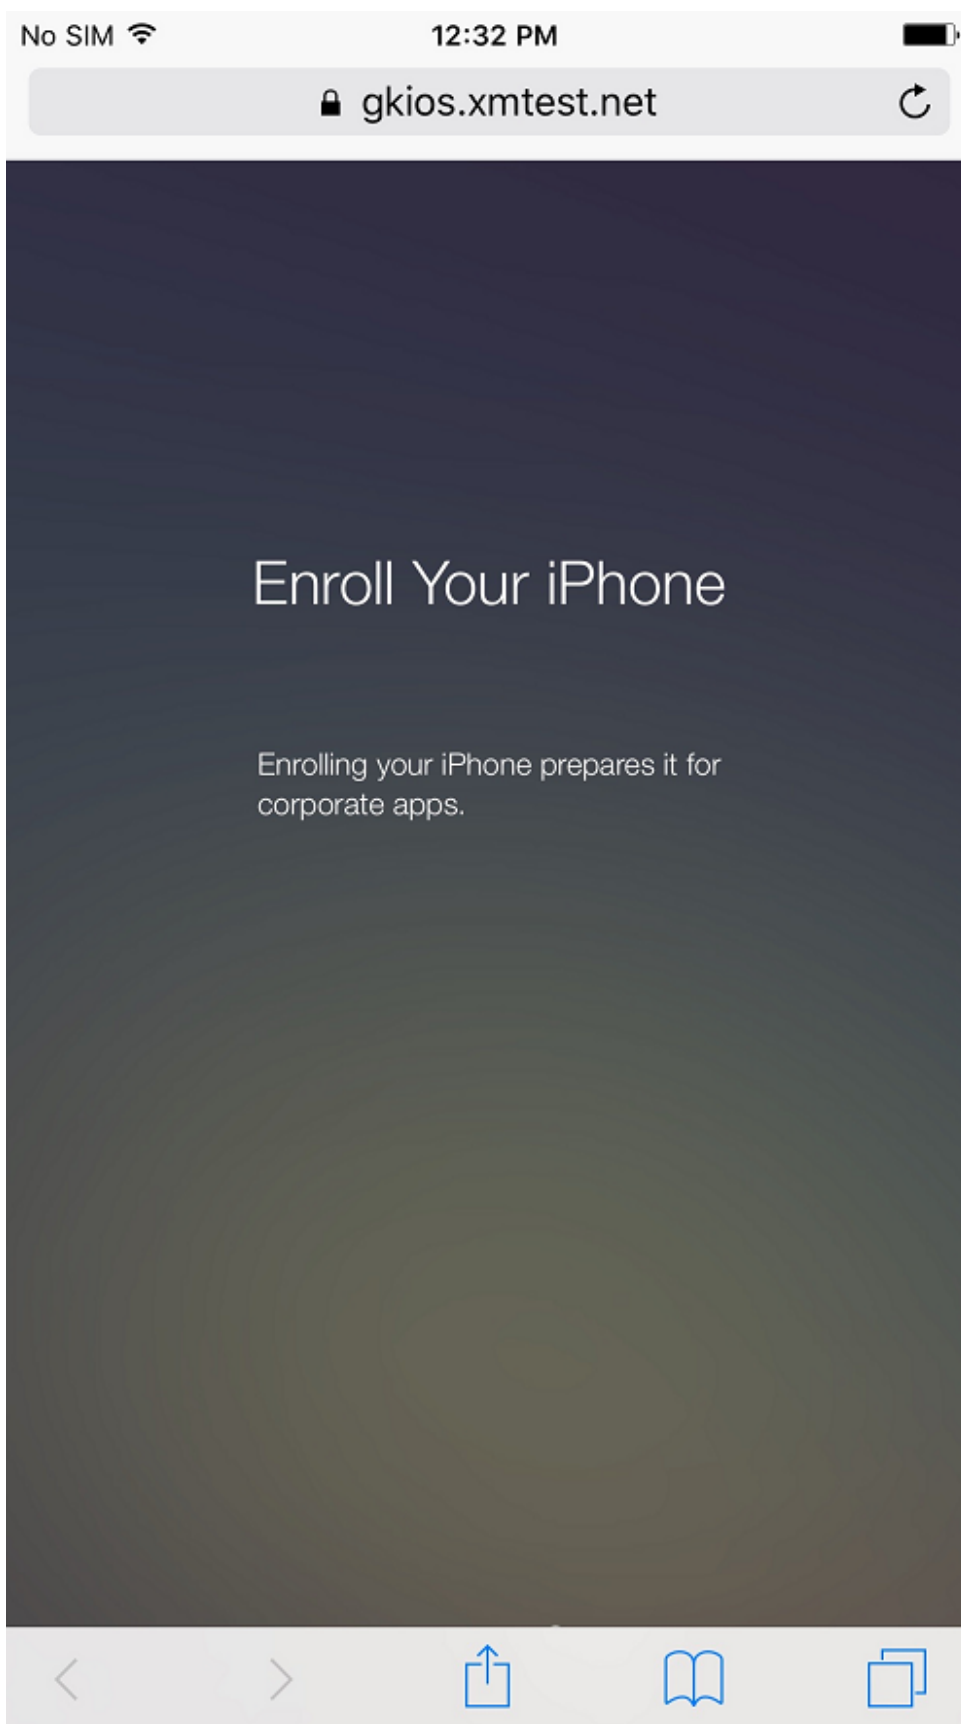 No SIM 12:32 PM
gkios.xmtest.net
Enroll Your iPhone
Enrolling your iPhone prepares it for
corporate apps.